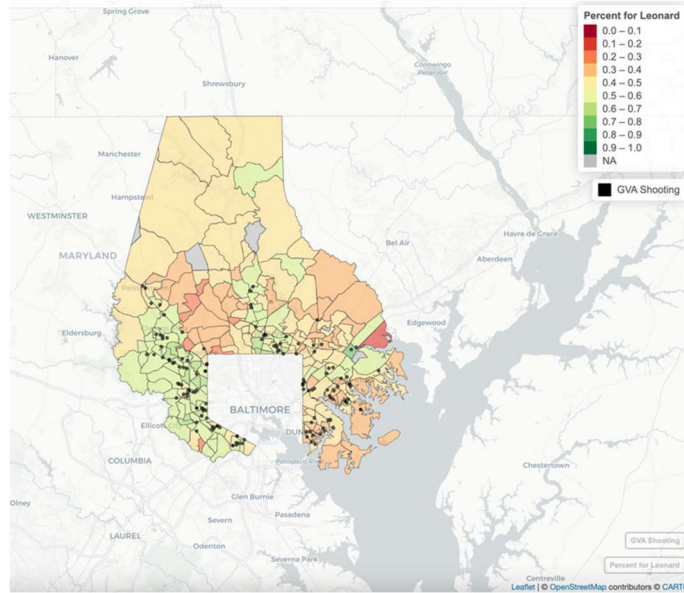 Spring Grove
Hanover
Conowingo
Reservoir
Shrewsbury
Manchester
Hampstead
WESTMINSTER
MARYLAND
Bel Air
Havre de Grace
Aberdeen
Eldersburg
Edgewood
BALTIMORE
Ellicott City
DUN
COLUMBIA
Chestertown
Glen Burnie
Olney
Severn
Pasadena
LAUREL
Odenton
Severna Park
Centreville
Percent for Leonard
0.0 – 0.1
0.1 – 0.2
0.2 – 0.3
0.3 – 0.4
0.4 – 0.5
0.5 – 0.6
0.6 – 0.7
0.7 – 0.8
0.8 – 0.9
0.9 – 1.0
NA
GVA Shooting
GVA Shooting
Percent for Leonard
Leaflet | © OpenStreetMap contributors © CART